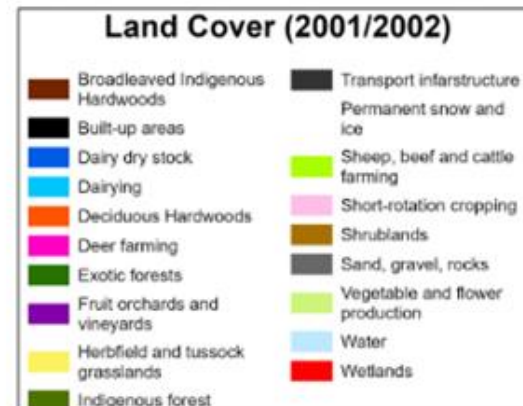 Land Cover (2001/2002)
Broadleaved Indigenous
Hardwoods
Built-up areas
Dairy dry stock
Dairying
Deciduous Hardwoods
Deer farming
Exotic forests
Fruit orchards and
vineyards
Herbfield and tussock
grasslands
Indigenous forest
Transport infarstructure
Permanent snow and
ice
Sheep, beef and cattle
farming
Short-rotation cropping
Shrublands
Sand, gravel, rocks
Vegetable and flower
production
Water
Wetlands